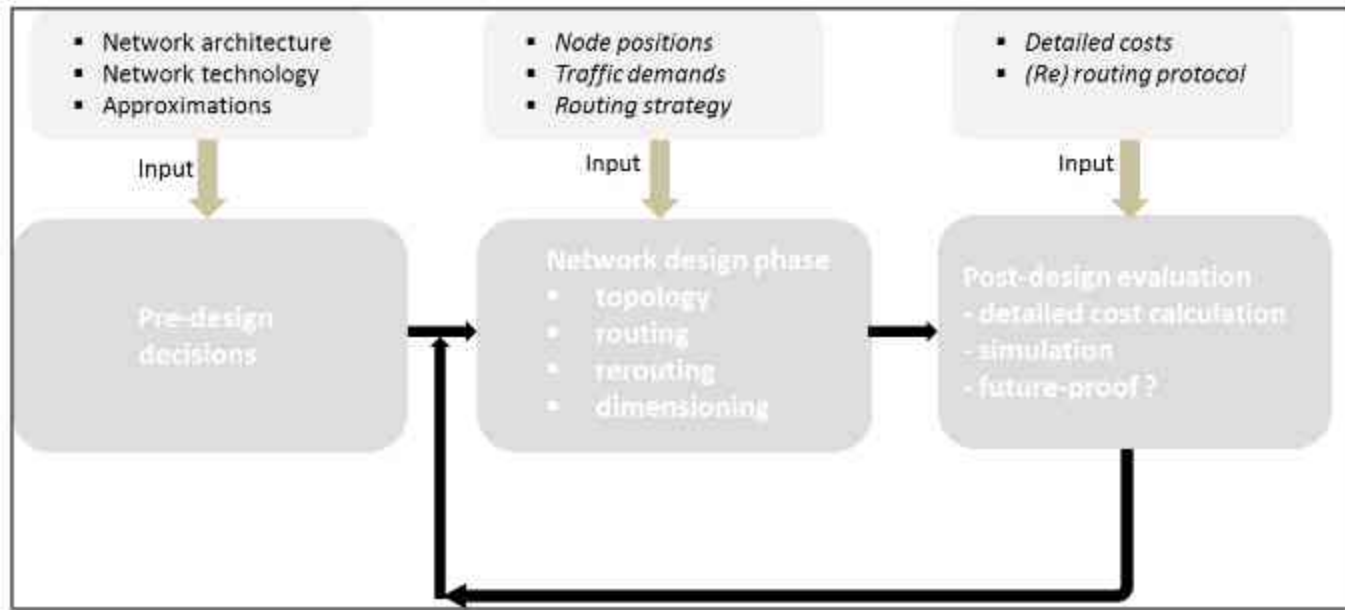 ▪ Network architecture
▪ Network technology
▪ Approximations
Input
Pre-design
decisions
▪ Node positions
▪ Traffic demands
▪ Routing strategy
Input
Network design phase
▪ topology
▪ routing
▪ rerouting
▪ dimensioning
▪ Detailed costs
▪ (Re) routing protocol
Input
Post-design evaluation
- detailed cost calculation
- simulation
- future-proof ?